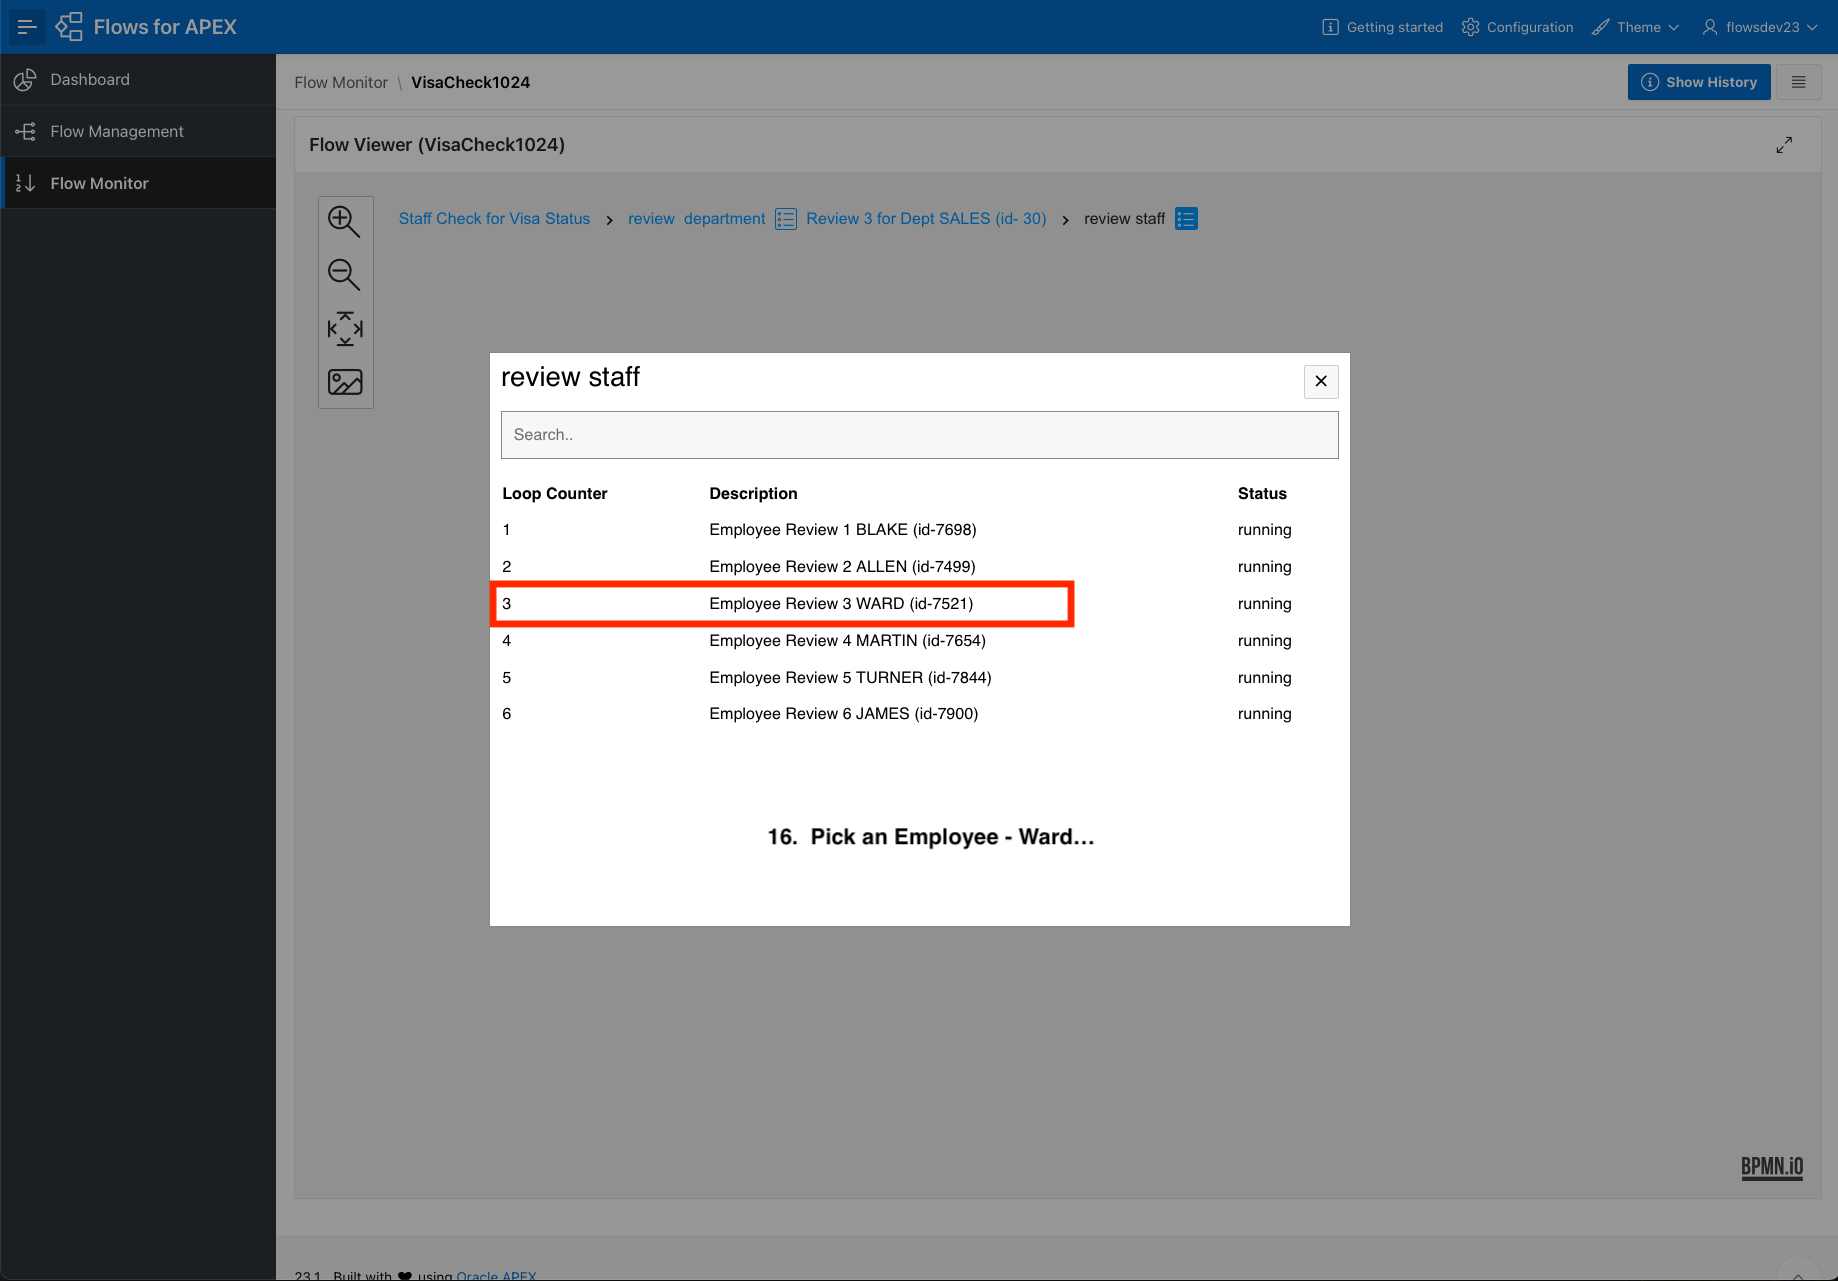 Flows for APEX
Getting started
Configuration
Theme
flowsdev23
Dashboard
Flow Management
Flow Monitor
Flow Monitor \ VisaCheck1024
Show History
Flow Viewer (VisaCheck1024)
Staff Check for Visa Status > review department Review 3 for Dept SALES (id- 30) > review staff
review staff
Search..
Loop Counter Description Status
1 Employee Review 1 BLAKE (id-7698) running
2 Employee Review 2 ALLEN (id-7499) running
3 Employee Review 3 WARD (id-7521) running
4 Employee Review 4 MARTIN (id-7654) running
5 Employee Review 5 TURNER (id-7844) running
6 Employee Review 6 JAMES (id-7900) running
16. Pick an Employee - Ward...
BPMN.iO
23.1 Built with ♥ using Oracle APEX